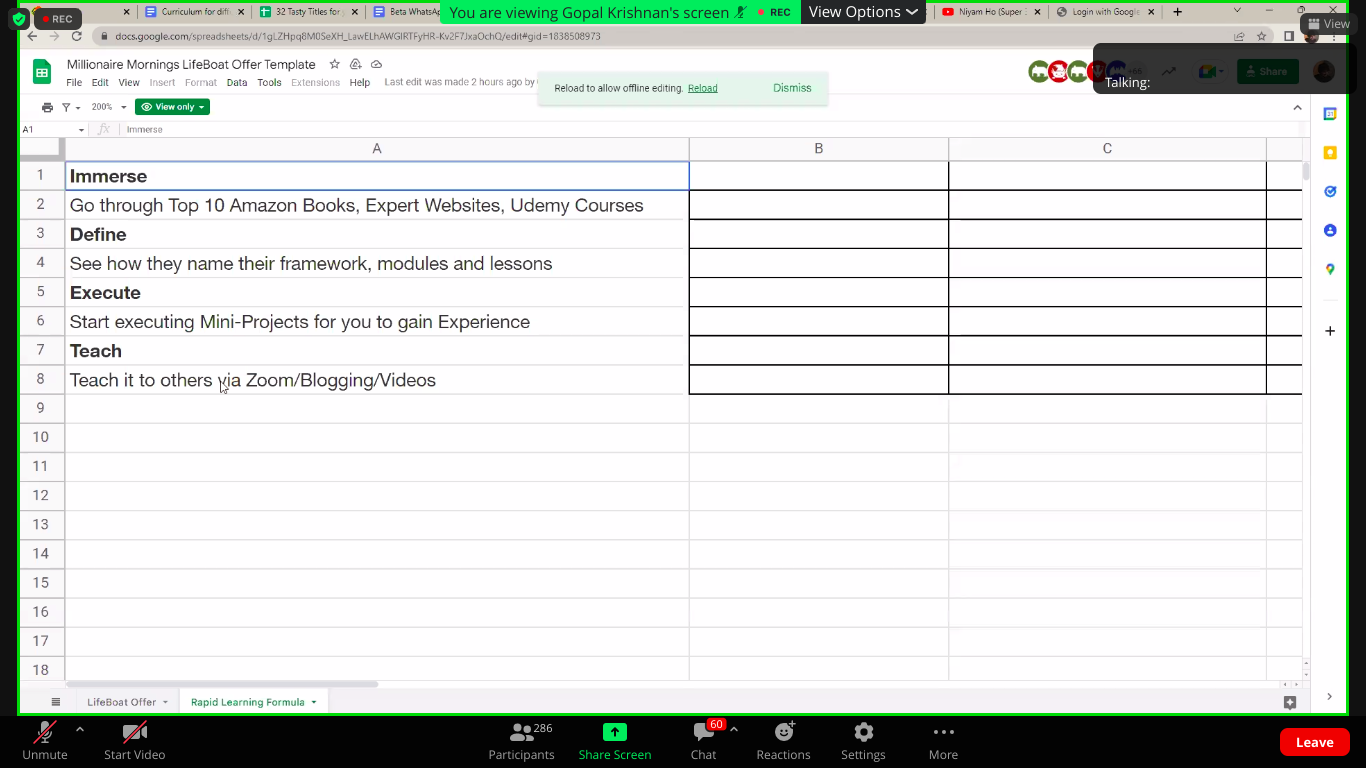 REC
Curriculum for diff
32 Tasty Titles for
Beta WhatsAp
You are viewing Gopal Krishnan's screen
REC
View Options
Niyam Ho (Super
Login with Google
View
docs.google.com/spreadsheets/d/1gLZHpq8M0SeXH_LawELhAWGlRTFyHR-Kv2F7JxaOchQ/edit#gid=1838508973
Millionaire Mornings LifeBoat Offer Template
Share
Talking:
File Edit View Insert Format Data Tools Extensions Help Last edit was made 2 hours ago by
Reload to allow offline editing. Reload Dismiss
200% View only
A1 fx Immerse
A B C
1 Immerse
2 Go through Top 10 Amazon Books, Expert Websites, Udemy Courses
3 Define
4 See how they name their framework, modules and lessons
5 Execute
6 Start executing Mini-Projects for you to gain Experience
7 Teach
8 Teach it to others via Zoom/Blogging/Videos
9
10
11
12
13
14
15
16
17
18
LifeBoat Offer Rapid Learning Formula
286 60
Unmute Start Video Participants Share Screen Chat Reactions Settings More Leave